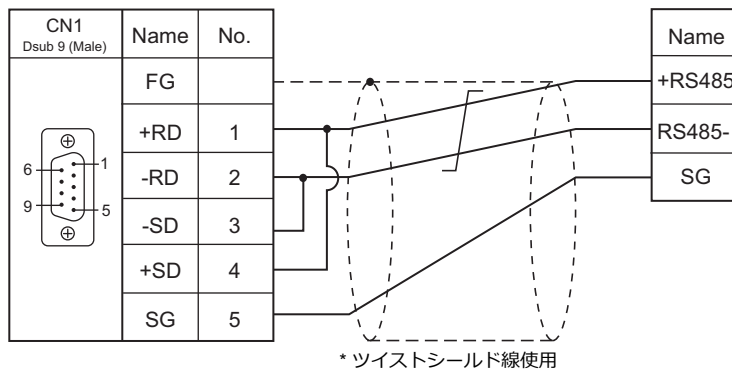 CN1
Dsub 9 (Male)
Name
No.
FG
+RD 1
-RD 2
-SD 3
+SD 4
SG 5
6
1
9
5
Name
+RS485
RS485-
SG
* ツイストシールド線使用